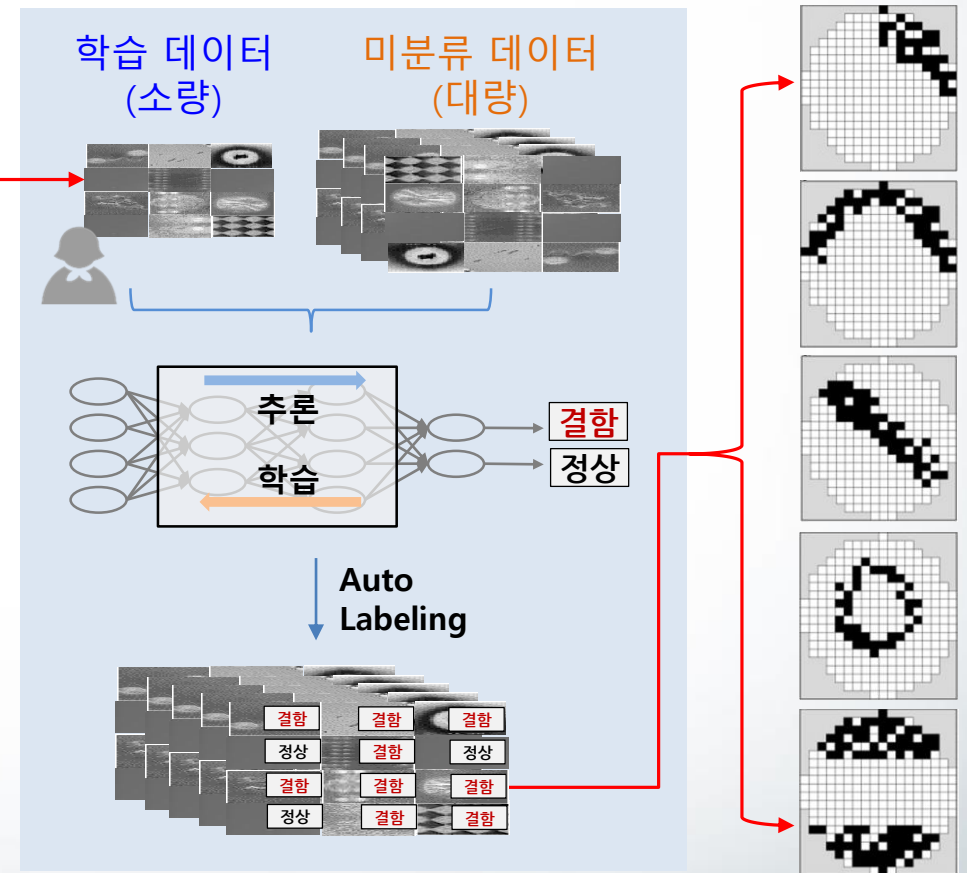 학습 데이터
(소량)
미분류 데이터
(대량)
추론
학습
결함
정상
Auto
Labeling
결함 결함 결함
정상 결함 정상
결함 결함 결함
정상 결함 결함